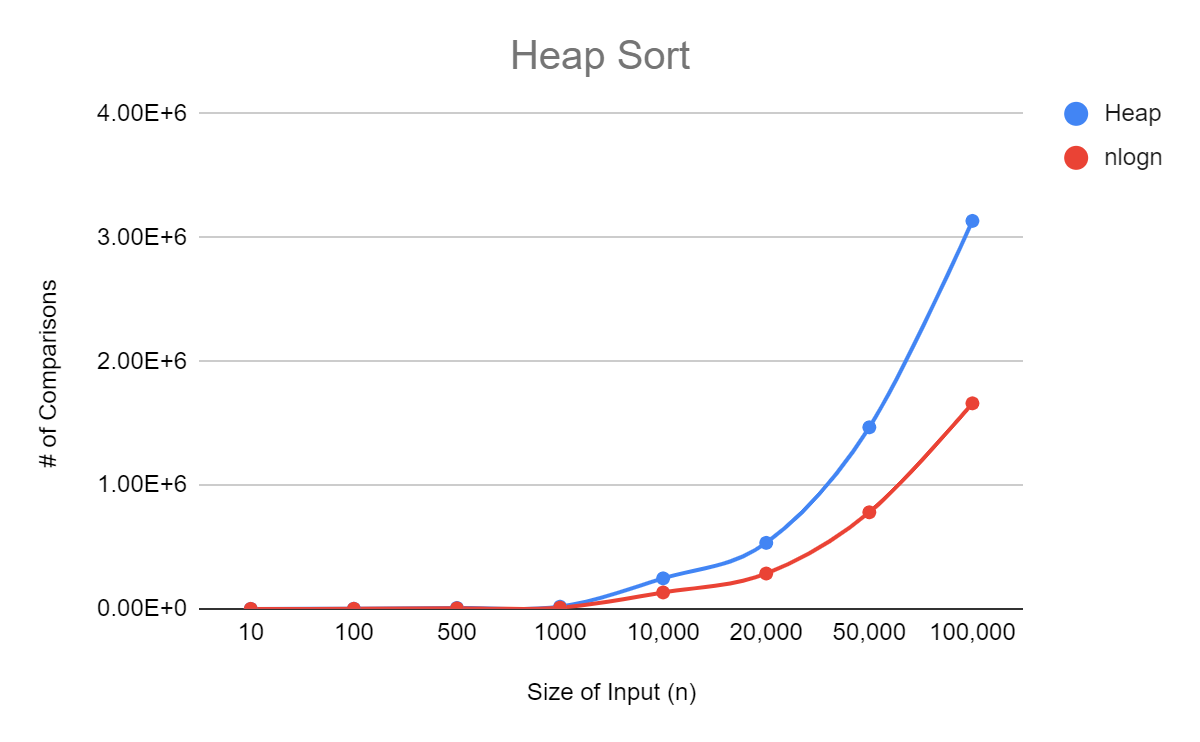 Heap Sort
4.00E+6
3.00E+6
2.00E+6
1.00E+6
0.00E+0
# of Comparisons
10 100 500 1000 10,000 20,000 50,000 100,000
Size of Input (n)
Heap
nlogn